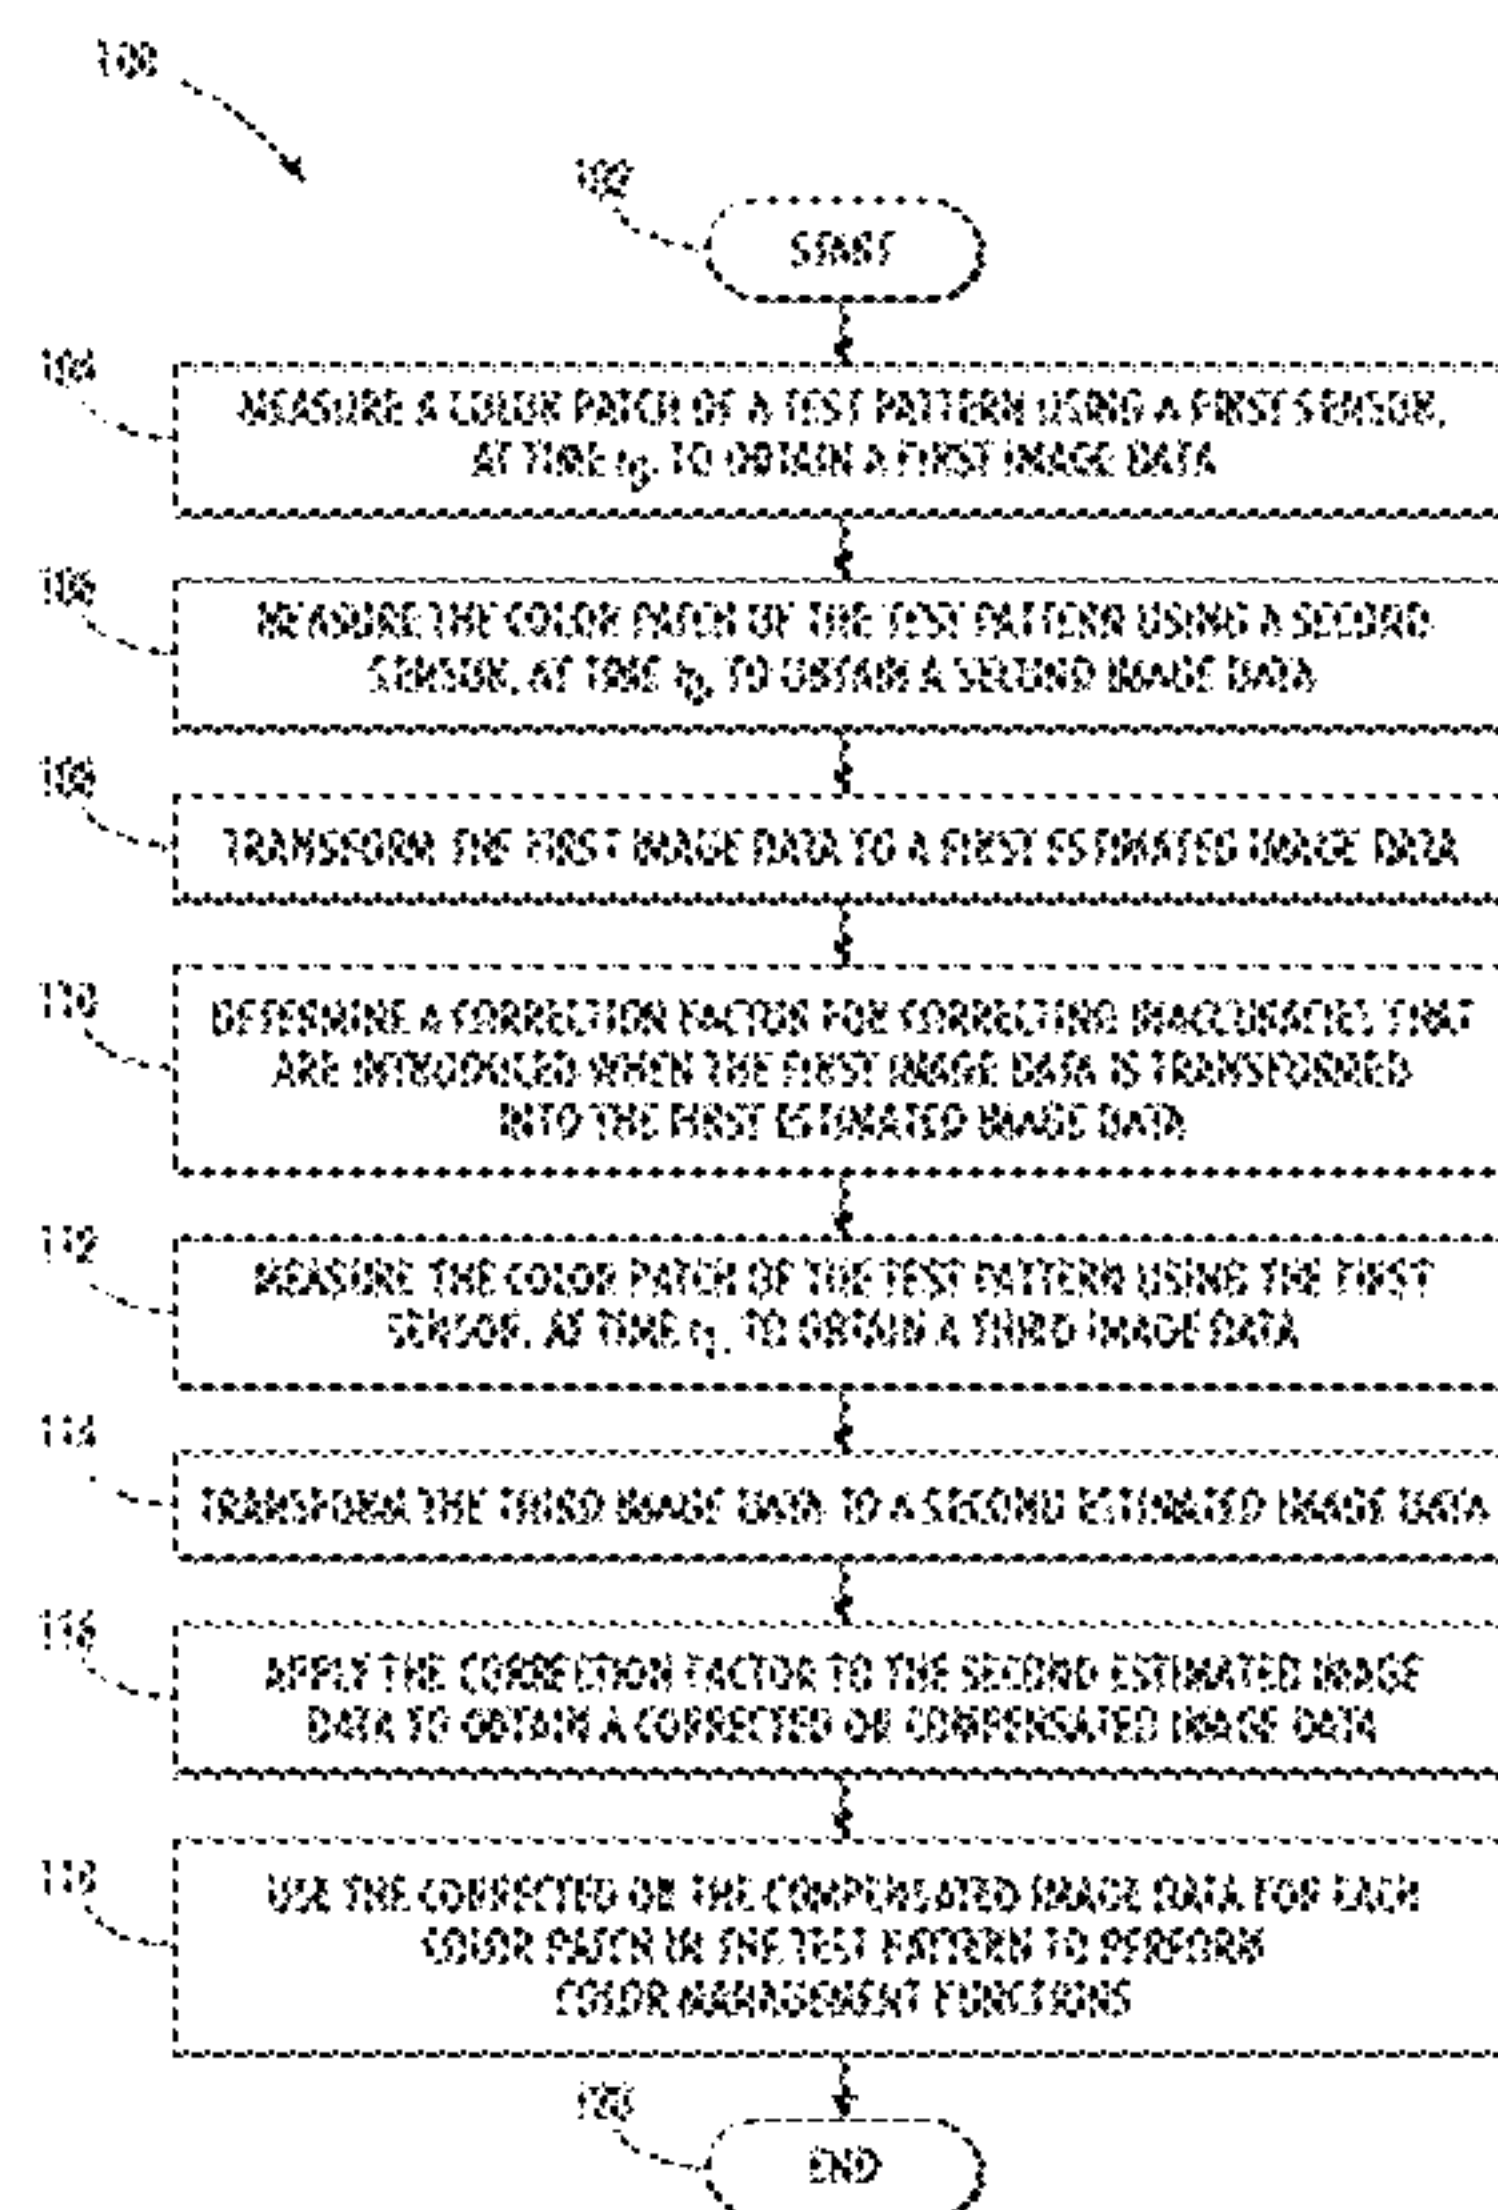 100
102
START
104
MEASURE A COLOR PATCH OF A TEST PATTERN USING A FIRST SENSOR,
AT TIME t0, TO OBTAIN A FIRST IMAGE DATA
106
MEASURE THE COLOR PATCH OF THE TEST PATTERN USING A SECOND
SENSOR, AT TIME t0, TO OBTAIN A SECOND IMAGE DATA
108
TRANSFORM THE FIRST IMAGE DATA TO A FIRST ESTIMATED IMAGE DATA
110
DETERMINE A CORRECTION FACTOR FOR CORRECTING INACCURACIES THAT
ARE INTRODUCED WHEN THE FIRST IMAGE DATA IS TRANSFORMED
INTO THE FIRST ESTIMATED IMAGE DATA
112
MEASURE THE COLOR PATCH OF THE TEST PATTERN USING THE FIRST
SENSOR, AT TIME t1, TO OBTAIN A THIRD IMAGE DATA
114
TRANSFORM THE THIRD IMAGE DATA TO A SECOND ESTIMATED IMAGE DATA
116
APPLY THE CORRECTION FACTOR TO THE SECOND ESTIMATED IMAGE
DATA TO OBTAIN A CORRECTED OR COMPENSATED IMAGE DATA
118
USE THE CORRECTED OR THE COMPENSATED IMAGE DATA FOR EACH
COLOR PATCH IN THE TEST PATTERN TO PERFORM
COLOR MANAGEMENT FUNCTIONS
120
END